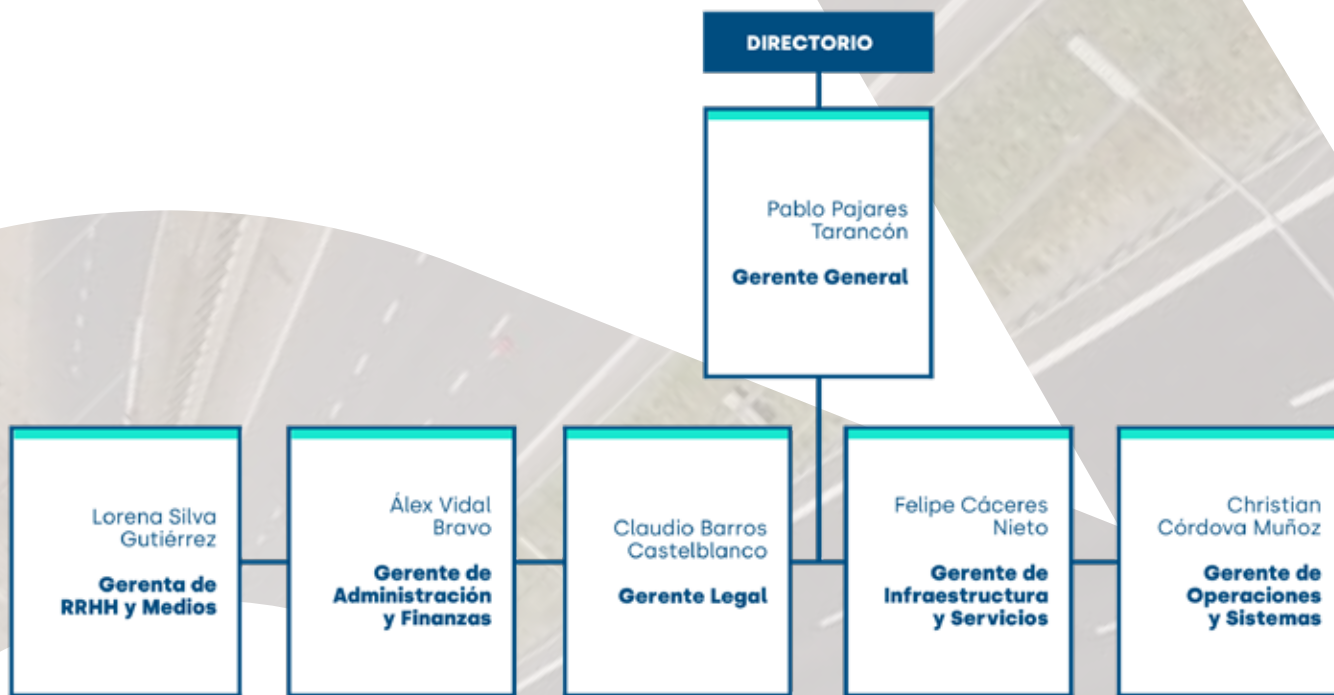 DIRECTORIO
Pablo Pajares
Tarancón
Gerente General
Lorena Silva
Gutiérrez
Gerenta de
RRHH y Medios
Álex Vidal
Bravo
Gerente de
Administración
y Finanzas
Claudio Barros
Castelblanco
Gerente Legal
Felipe Cáceres
Nieto
Gerente de
Infraestructura
y Servicios
Christian
Córdova Muñoz
Gerente de
Operaciones
y Sistemas